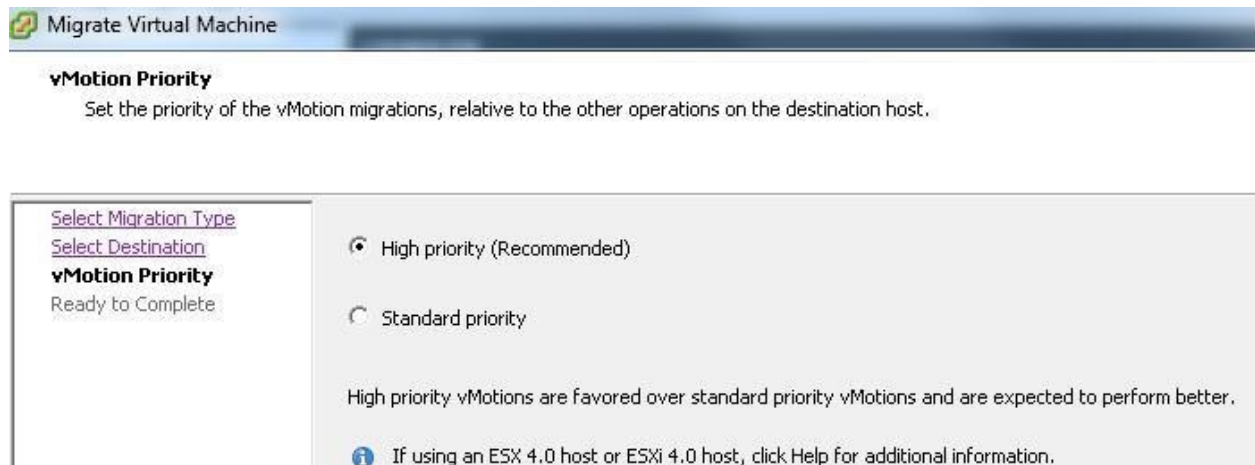 Migrate Virtual Machine
vMotion Priority
Set the priority of the vMotion migrations, relative to the other operations on the destination host.
Select Migration Type
Select Destination
vMotion Priority
Ready to Complete
High priority (Recommended)
Standard priority
High priority vMotions are favored over standard priority vMotions and are expected to perform better.
If using an ESX 4.0 host or ESXi 4.0 host, click Help for additional information.